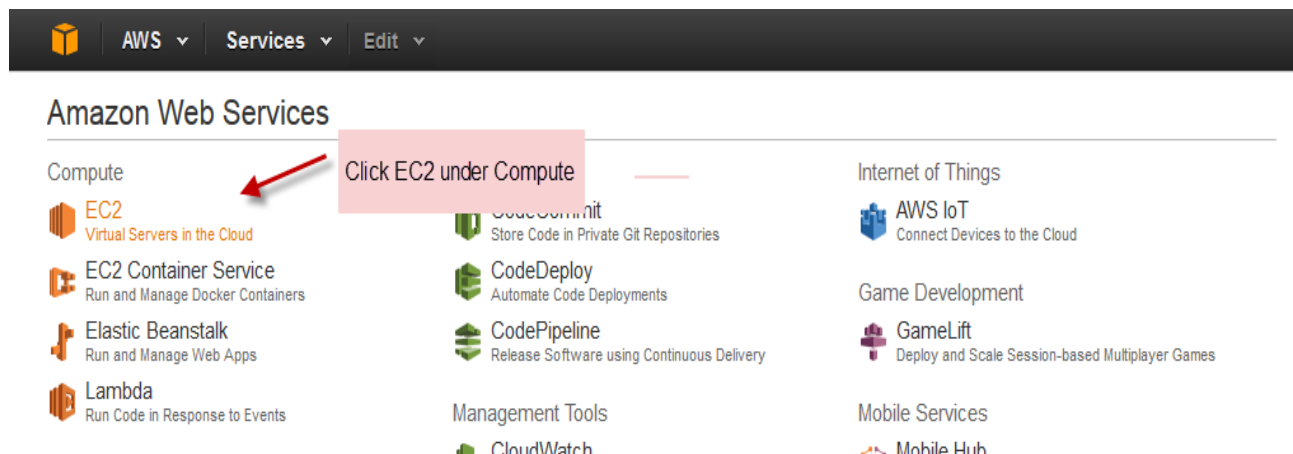 AWS Services Edit
Amazon Web Services
Click EC2 under Compute
Compute
EC2
Virtual Servers in the Cloud
EC2 Container Service
Run and Manage Docker Containers
Elastic Beanstalk
Run and Manage Web Apps
Lambda
Run Code in Response to Events
CodeCommit
Store Code in Private Git Repositories
CodeDeploy
Automate Code Deployments
CodePipeline
Release Software using Continuous Delivery
Management Tools
CloudWatch
Internet of Things
AWS IoT
Connect Devices to the Cloud
Game Development
GameLift
Deploy and Scale Session-based Multiplayer Games
Mobile Services
Mobile Hub